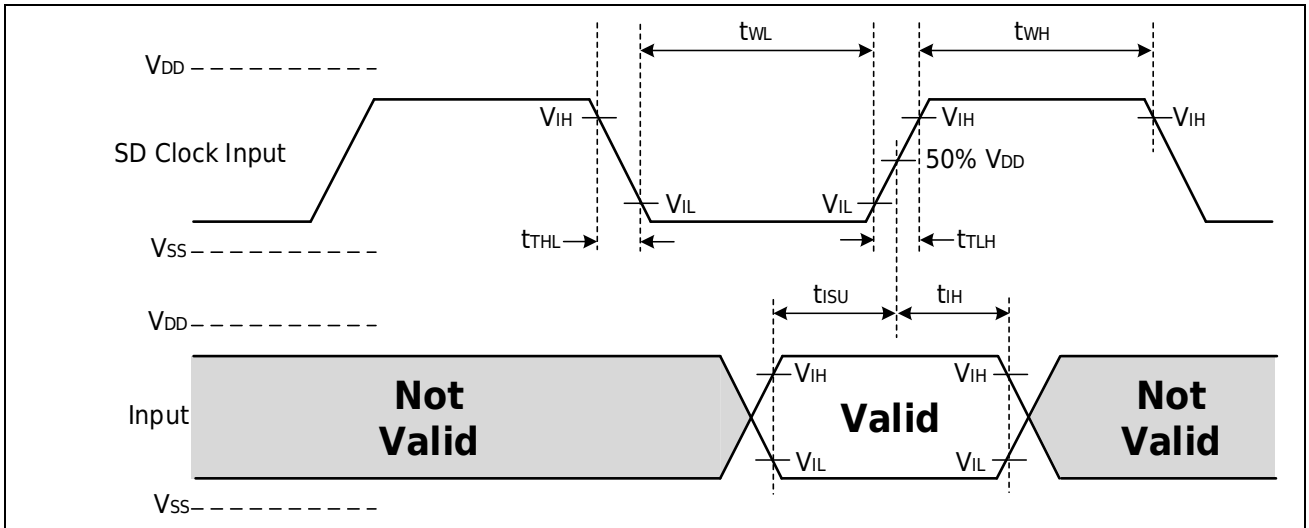 tWL
tWH
VDD
VIH
VIH
VIH
SD Clock Input
50% VDD
VIL
VIL
tTHL
tTLH
VSS
tISU
tIH
VDD
Not
Valid
VIH
VIH
Not
Valid
Input
Valid
VIL
VIL
VSS